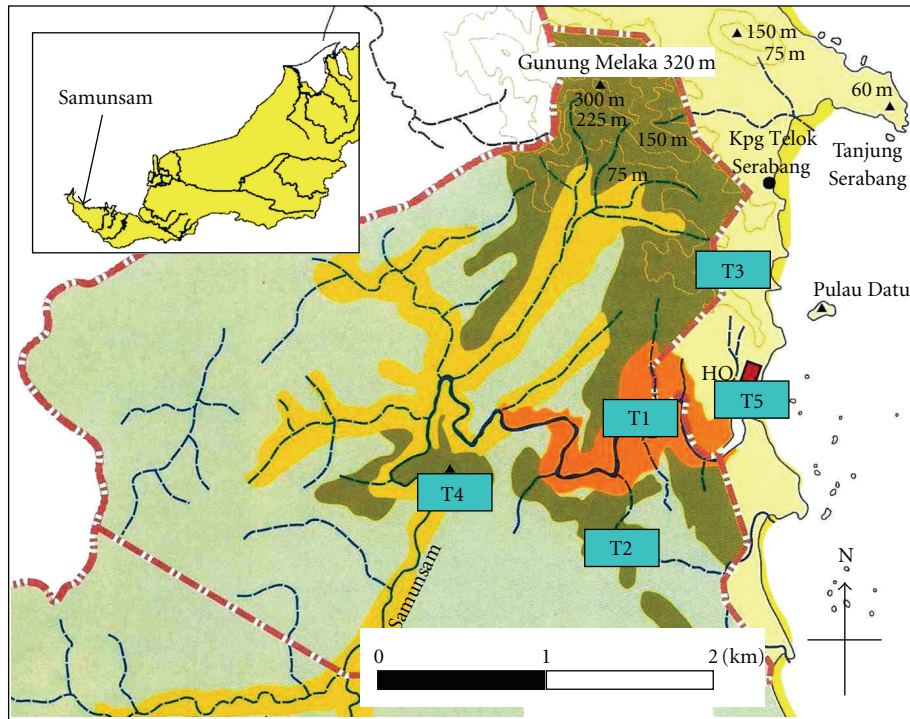 Samunsam
Gunung Melaka 320 m
300 m
225 m
150 m
75 m
150 m
75 m
60 m
Kpg Telok
Serabang
Tanjung
Serabang
T3
Pulau Datu
HQ
T5
T1
T4
T2
Samunsam
N
0 1 2 (km)